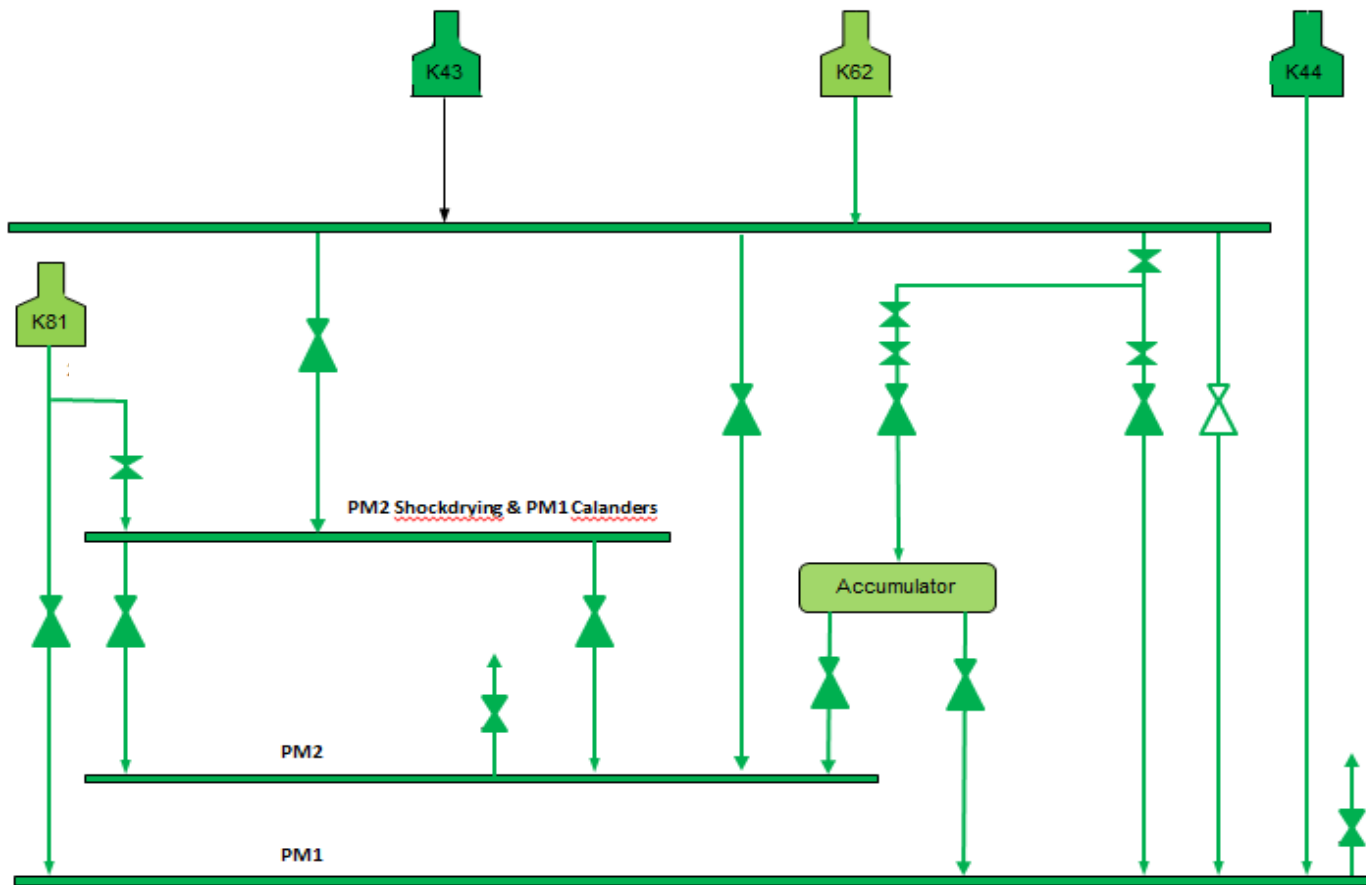 K43
K62
K44
K81
PM2 Shockdrying & PM1 Calanders
Accumulator
PM2
PM1